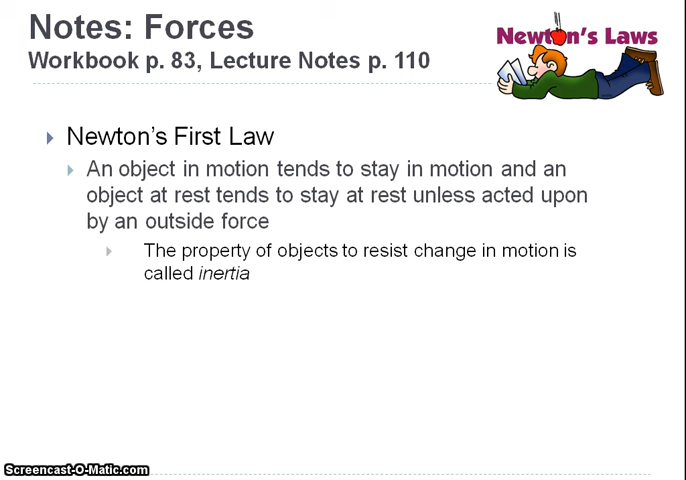 Notes: Forces
Workbook p. 83, Lecture Notes p. 110
Newton's Laws
Newton's First Law
An object in motion tends to stay in motion and an
object at rest tends to stay at rest unless acted upon
by an outside force
The property of objects to resist change in motion is
called inertia
Screencast-O-Matic.com